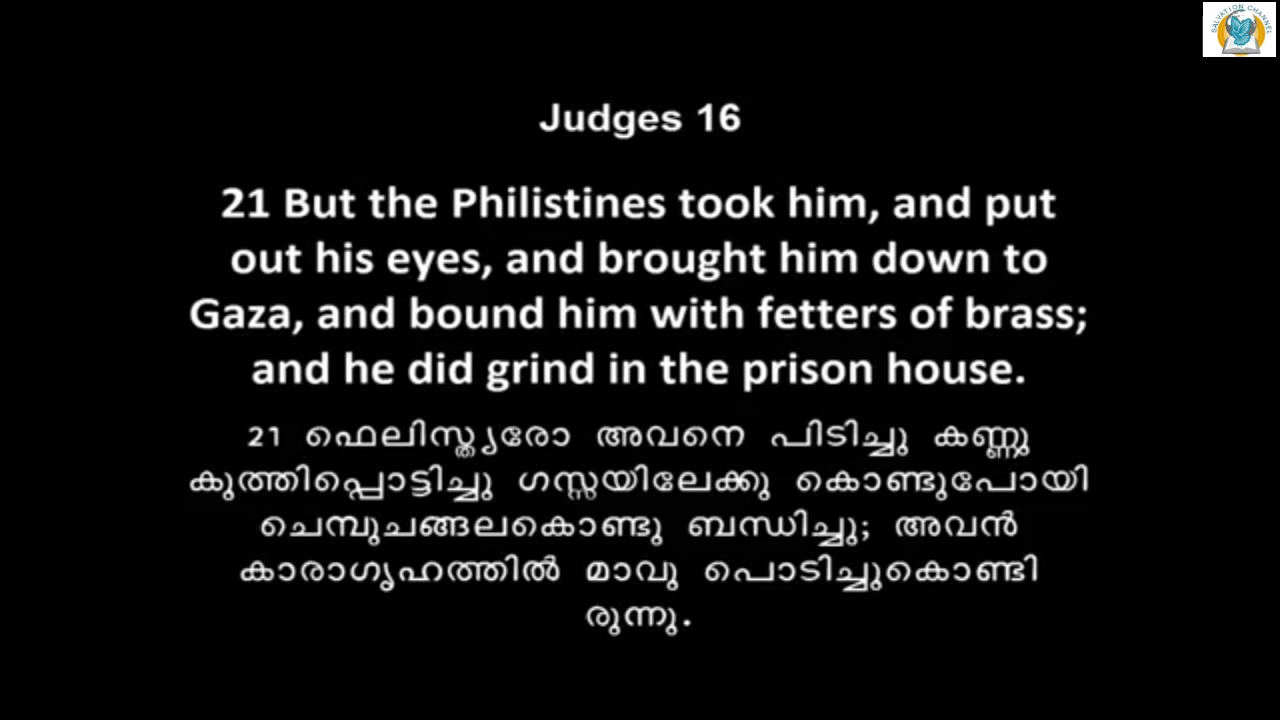 SALVATION CHANNEL
Judges 16
21 But the Philistines took him, and put
out his eyes, and brought him down to
Gaza, and bound him with fetters of brass;
and he did grind in the prison house.
21 ഫെലിസ്ത്യരോ അവനെ പിടിച്ചു കണ്ണു
കുത്തിപ്പൊട്ടിച്ചു ഗസ്സയിലേക്കു കൊണ്ടുപോയി
ചെമ്പുചങ്ങലകൊണ്ടു ബന്ധിച്ചു; അവൻ
കാരാഗൃഹത്തിൽ മാവു പൊടിച്ചുകൊണ്ടി
രുന്നു.